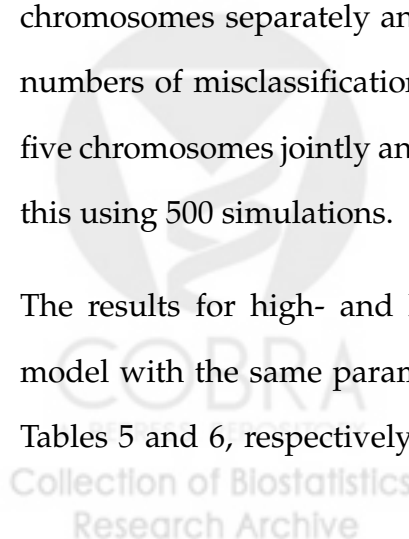 chromosomes separately an
numbers of misclassification
five chromosomes jointly an
this using 500 simulations.
The results for high- and
model with the same param
Tables 5 and 6, respectively
COBRA
Collection of Biostatistics
Research Archive